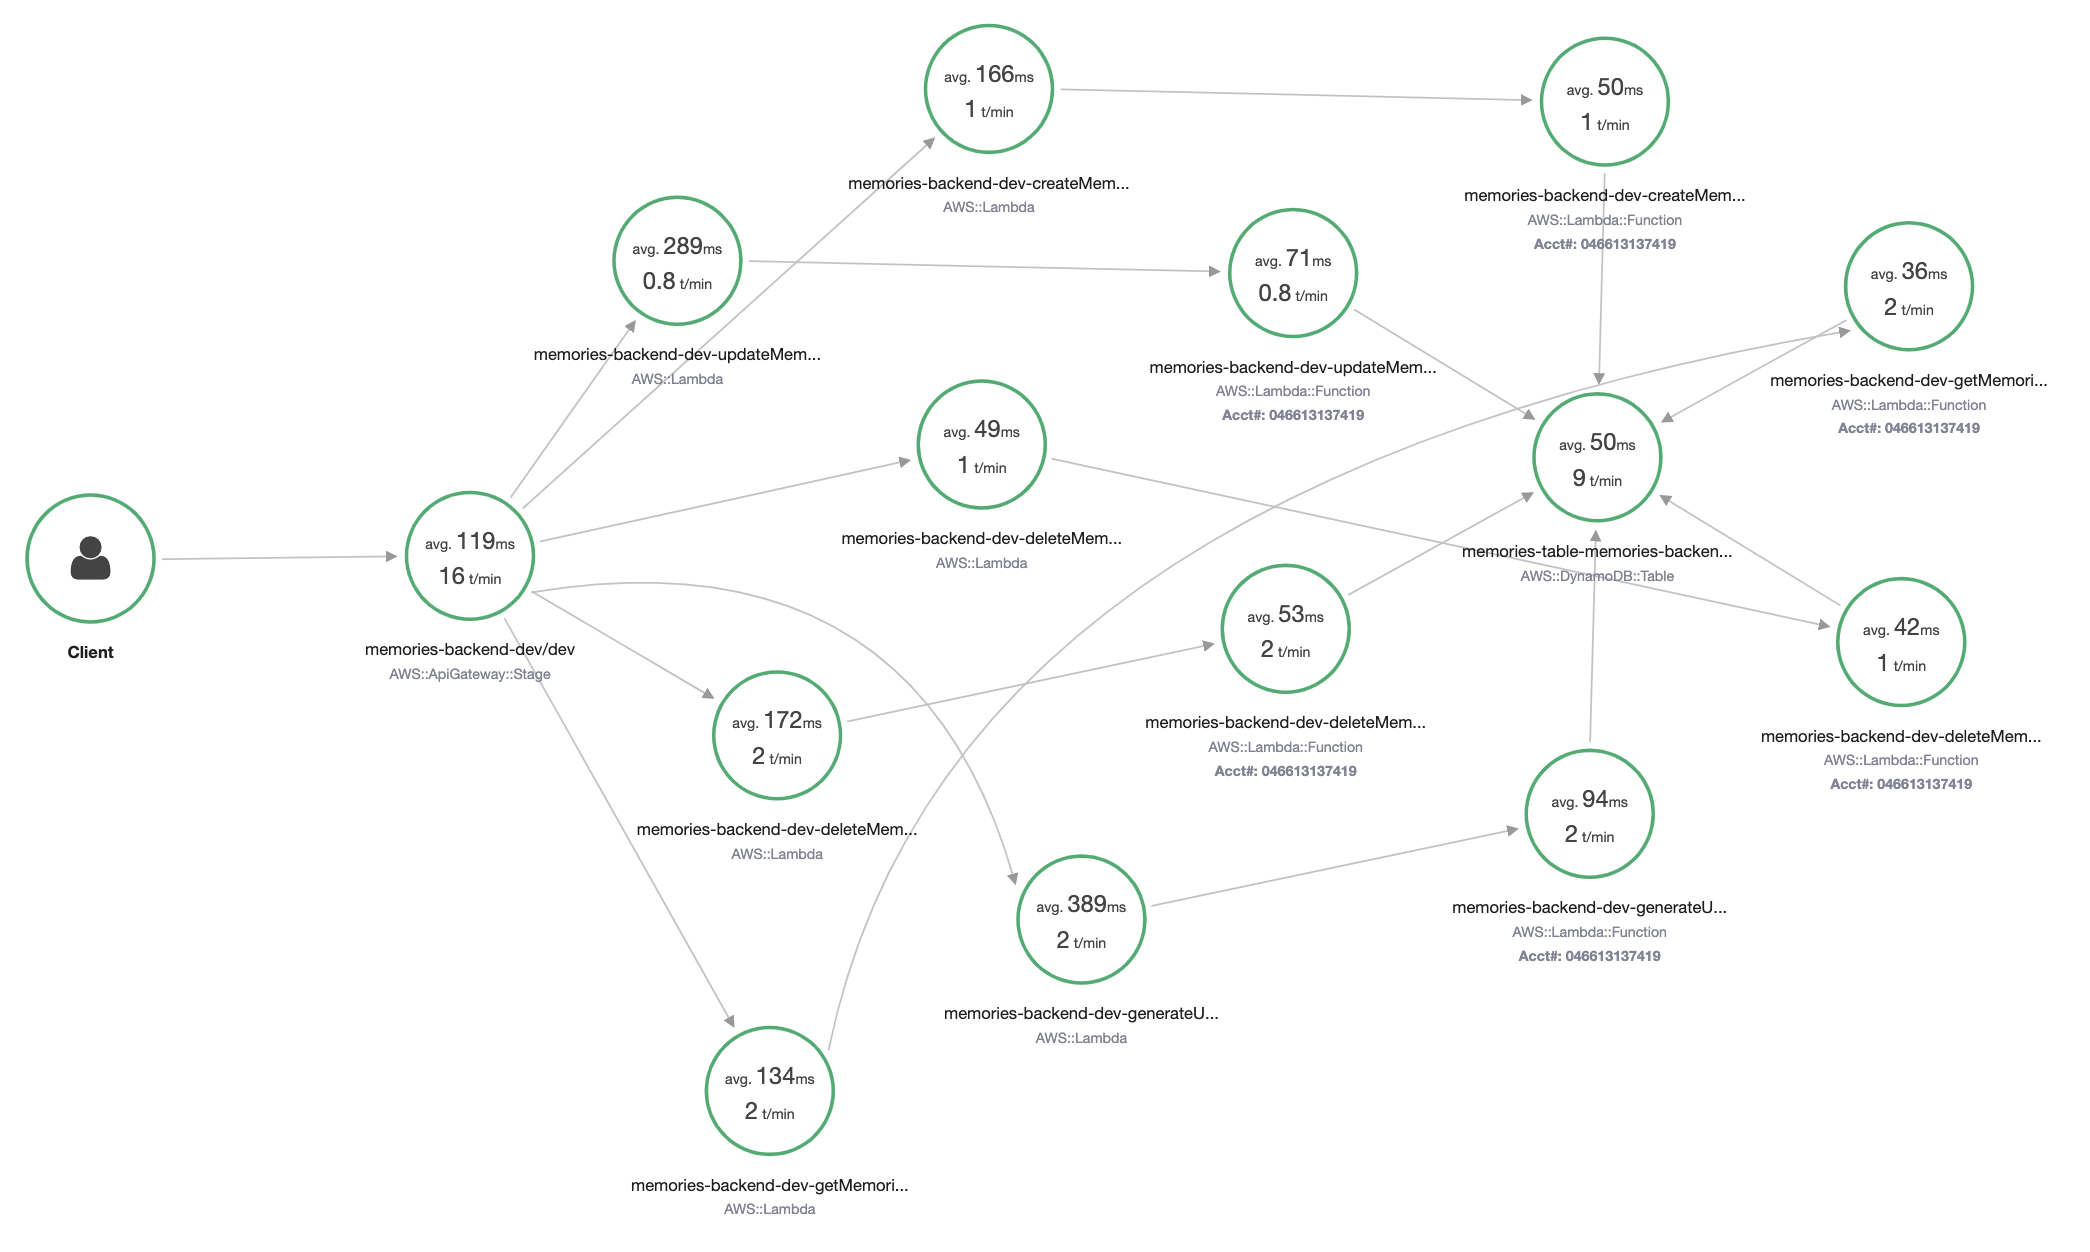 avg. 166ms
1 t/min
memories-backend-dev-createMem...
AWS::Lambda
avg. 50ms
1 t/min
memories-backend-dev-createMem...
AWS::Lambda::Function
Acct#: 046613137419
avg. 289ms
0.8 t/min
memories-backend-dev-updateMem...
AWS::Lambda
avg. 71ms
0.8 t/min
memories-backend-dev-updateMem...
AWS::Lambda::Function
Acct#: 046613137419
avg. 36ms
2 t/min
memories-backend-dev-getMemori...
AWS::Lambda::Function
Acct#: 046613137419
avg. 49ms
1 t/min
memories-backend-dev-deleteMem...
AWS::Lambda
avg. 50ms
9 t/min
memories-table-memories-backen...
AWS::DynamoDB::Table
Client
avg. 119ms
16 t/min
memories-backend-dev/dev
AWS::ApiGateway::Stage
avg. 53ms
2 t/min
memories-backend-dev-deleteMem...
AWS::Lambda::Function
Acct#: 046613137419
avg. 42ms
1 t/min
memories-backend-dev-deleteMem...
AWS::Lambda::Function
Acct#: 046613137419
avg. 172ms
2 t/min
memories-backend-dev-deleteMem...
AWS::Lambda
avg. 94ms
2 t/min
memories-backend-dev-generateU...
AWS::Lambda::Function
Acct#: 046613137419
avg. 389ms
2 t/min
memories-backend-dev-generateU...
AWS::Lambda
avg. 134ms
2 t/min
memories-backend-dev-getMemori...
AWS::Lambda